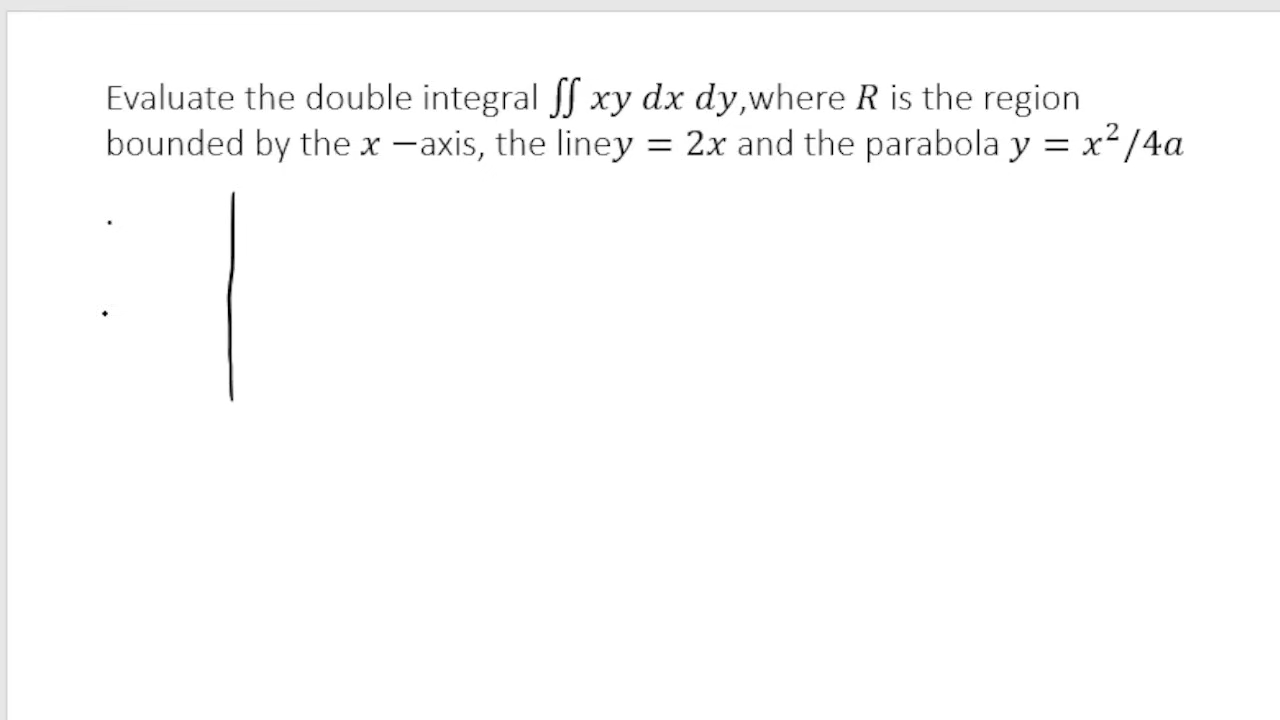 Evaluate the double integral ∬ xy dx dy,where R is the region
bounded by the x −axis, the liney = 2x and the parabola y = x²/4a